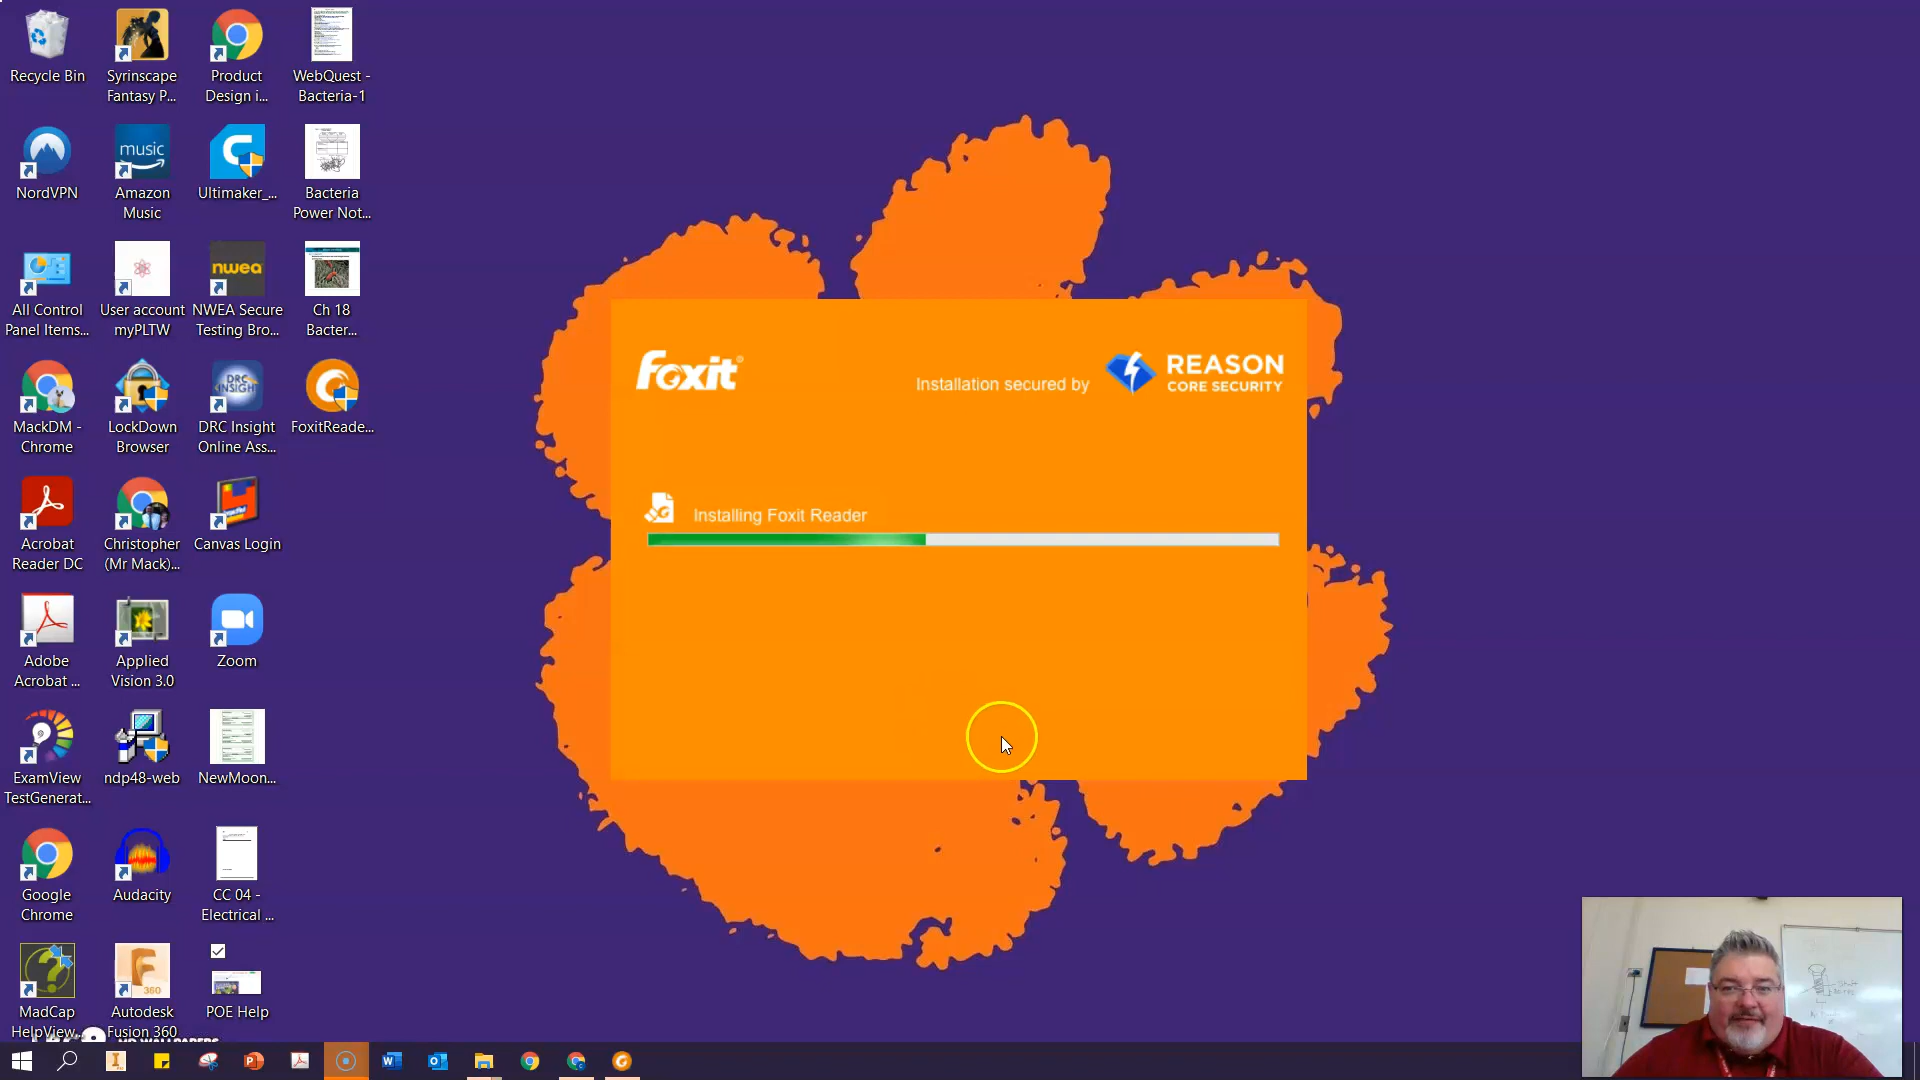 Recycle Bin
Syrinscape
Fantasy P...
Product
Design i...
WebQuest -
Bacteria-1
NordVPN
music
Amazon
Music
Ultimaker_...
Bacteria
Power Not...
All Control
Panel Items...
User account
myPLTW
nwea
NWEA Secure
Testing Bro...
Ch 18
Bacter...
MackDM -
Chrome
LockDown
Browser
DRC
INSIGHT
DRC Insight
Online Ass...
FoxitReade...
Acrobat
Reader DC
Christopher
(Mr Mack)...
Canvas Login
Adobe
Acrobat ...
Applied
Vision 3.0
Zoom
ExamView
TestGenerat...
ndp48-web
NewMoon...
Google
Chrome
Audacity
CC 04 -
Electrical ...
MadCap
HelpView...
360
Autodesk
Fusion 360
POE Help
Foxit
Installation secured by
REASON
CORE SECURITY
Installing Foxit Reader